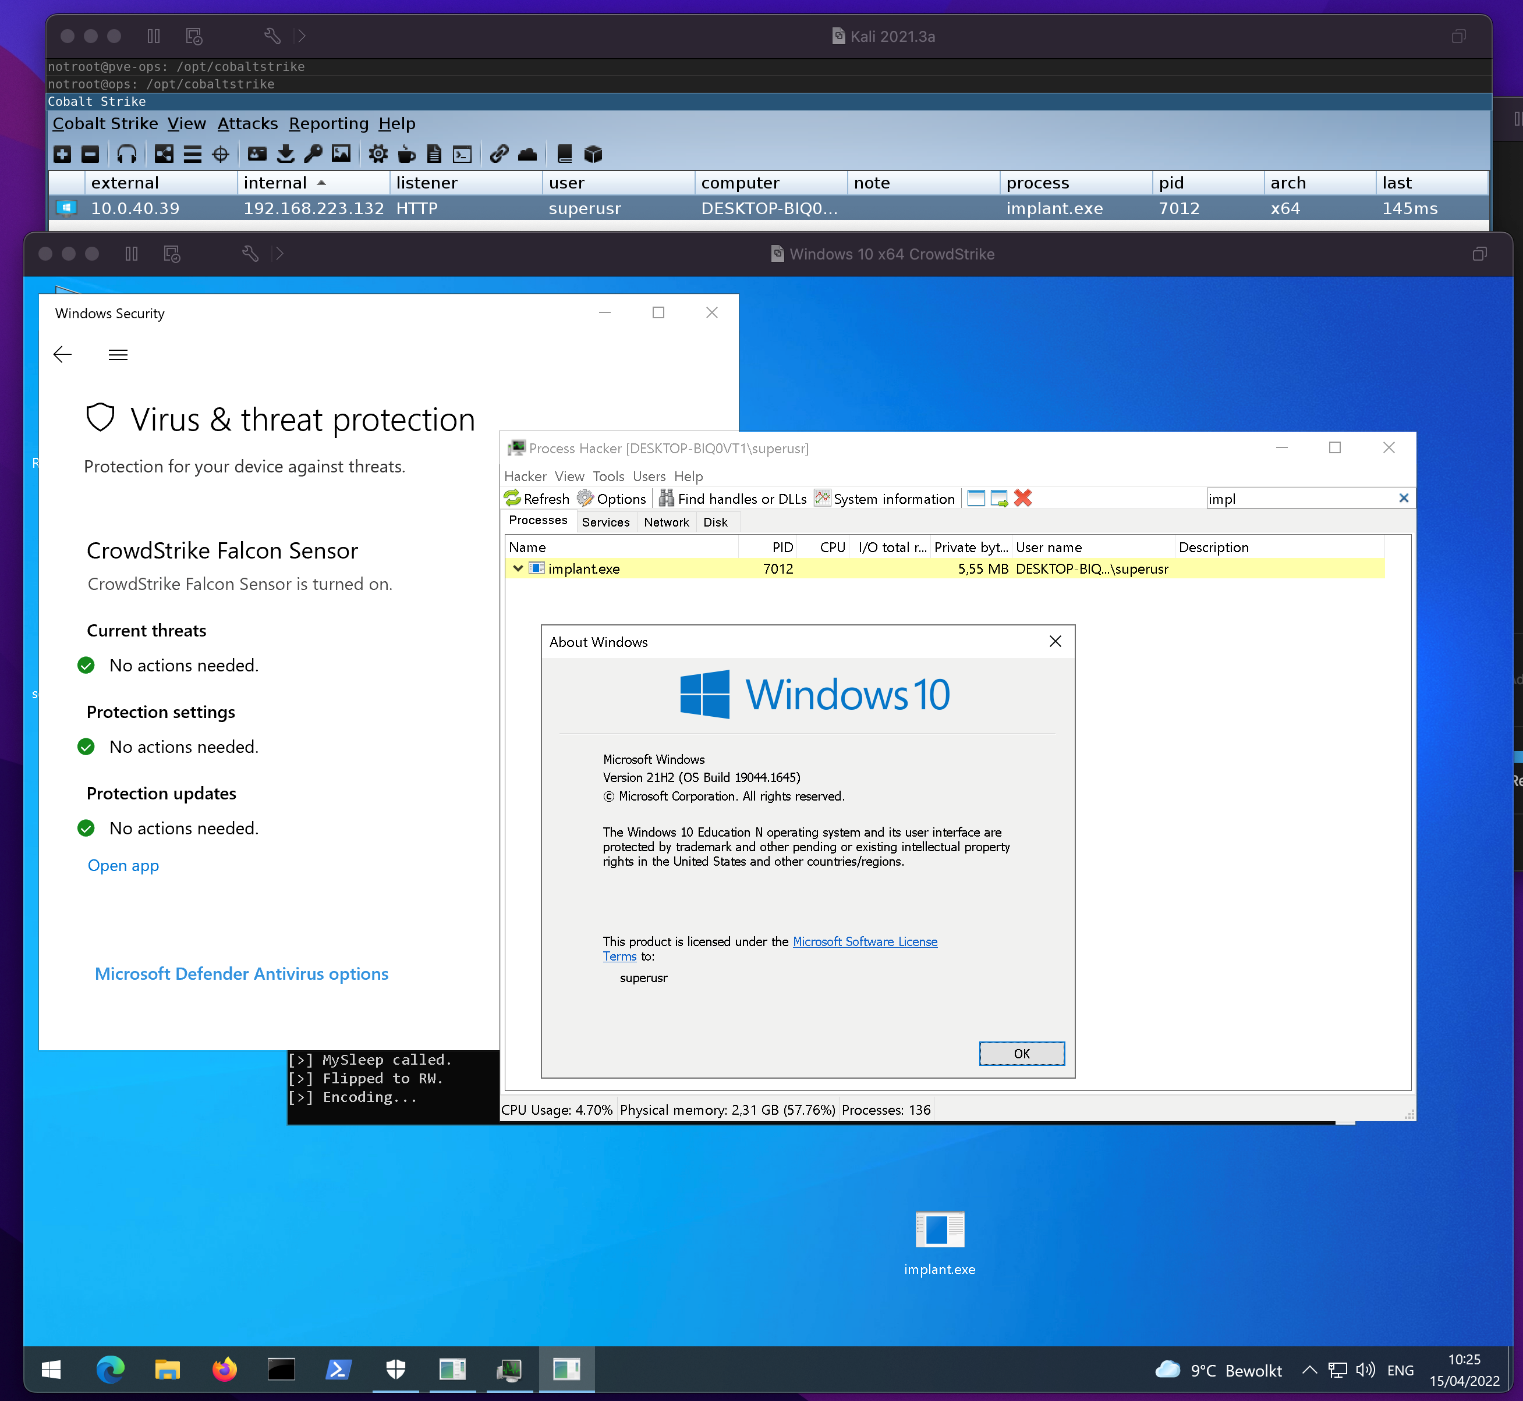 Kali 2021.3a
notroot@pve-ops: /opt/cobaltstrike
notroot@ops: /opt/cobaltstrike
Cobalt Strike
Cobalt Strike View Attacks Reporting Help
external internal listener user computer note process pid arch last
10.0.40.39 192.168.223.132 HTTP superusr DESKTOP-BIQ0... implant.exe 7012 x64 145ms
Windows 10 x64 CrowdStrike
Windows Security
Virus & threat protection
Protection for your device against threats.
CrowdStrike Falcon Sensor
CrowdStrike Falcon Sensor is turned on.
Current threats
No actions needed.
Protection settings
No actions needed.
Protection updates
No actions needed.
Open app
Microsoft Defender Antivirus options
Process Hacker [DESKTOP-BIQ0VT1\superusr]
Hacker View Tools Users Help
Refresh Options Find handles or DLLs System information impl
Processes Services Network Disk
Name PID CPU I/O total r... Private byt... User name Description
implant.exe 7012 5,55 MB DESKTOP-BIQ...\superusr
About Windows
Windows 10
Microsoft Windows
Version 21H2 (OS Build 19044.1645)
© Microsoft Corporation. All rights reserved.
The Windows 10 Education N operating system and its user interface are
protected by trademark and other pending or existing intellectual property
rights in the United States and other countries/regions.
This product is licensed under the Microsoft Software License
Terms to:
superusr
OK
[>] MySleep called.
[>] Flipped to RW.
[>] Encoding...
CPU Usage: 4.70% Physical memory: 2,31 GB (57.76%) Processes: 136
implant.exe
9°C Bewolkt ENG 10:25
15/04/2022